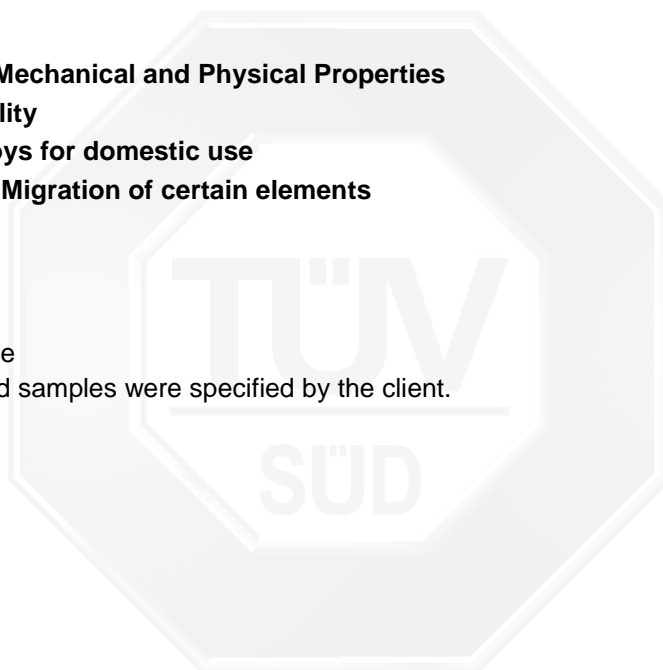 Mechanical and Physical Properties
lity
oys for domestic use
Migration of certain elements
e
d samples were specified by the client.
TÜV
SÜD